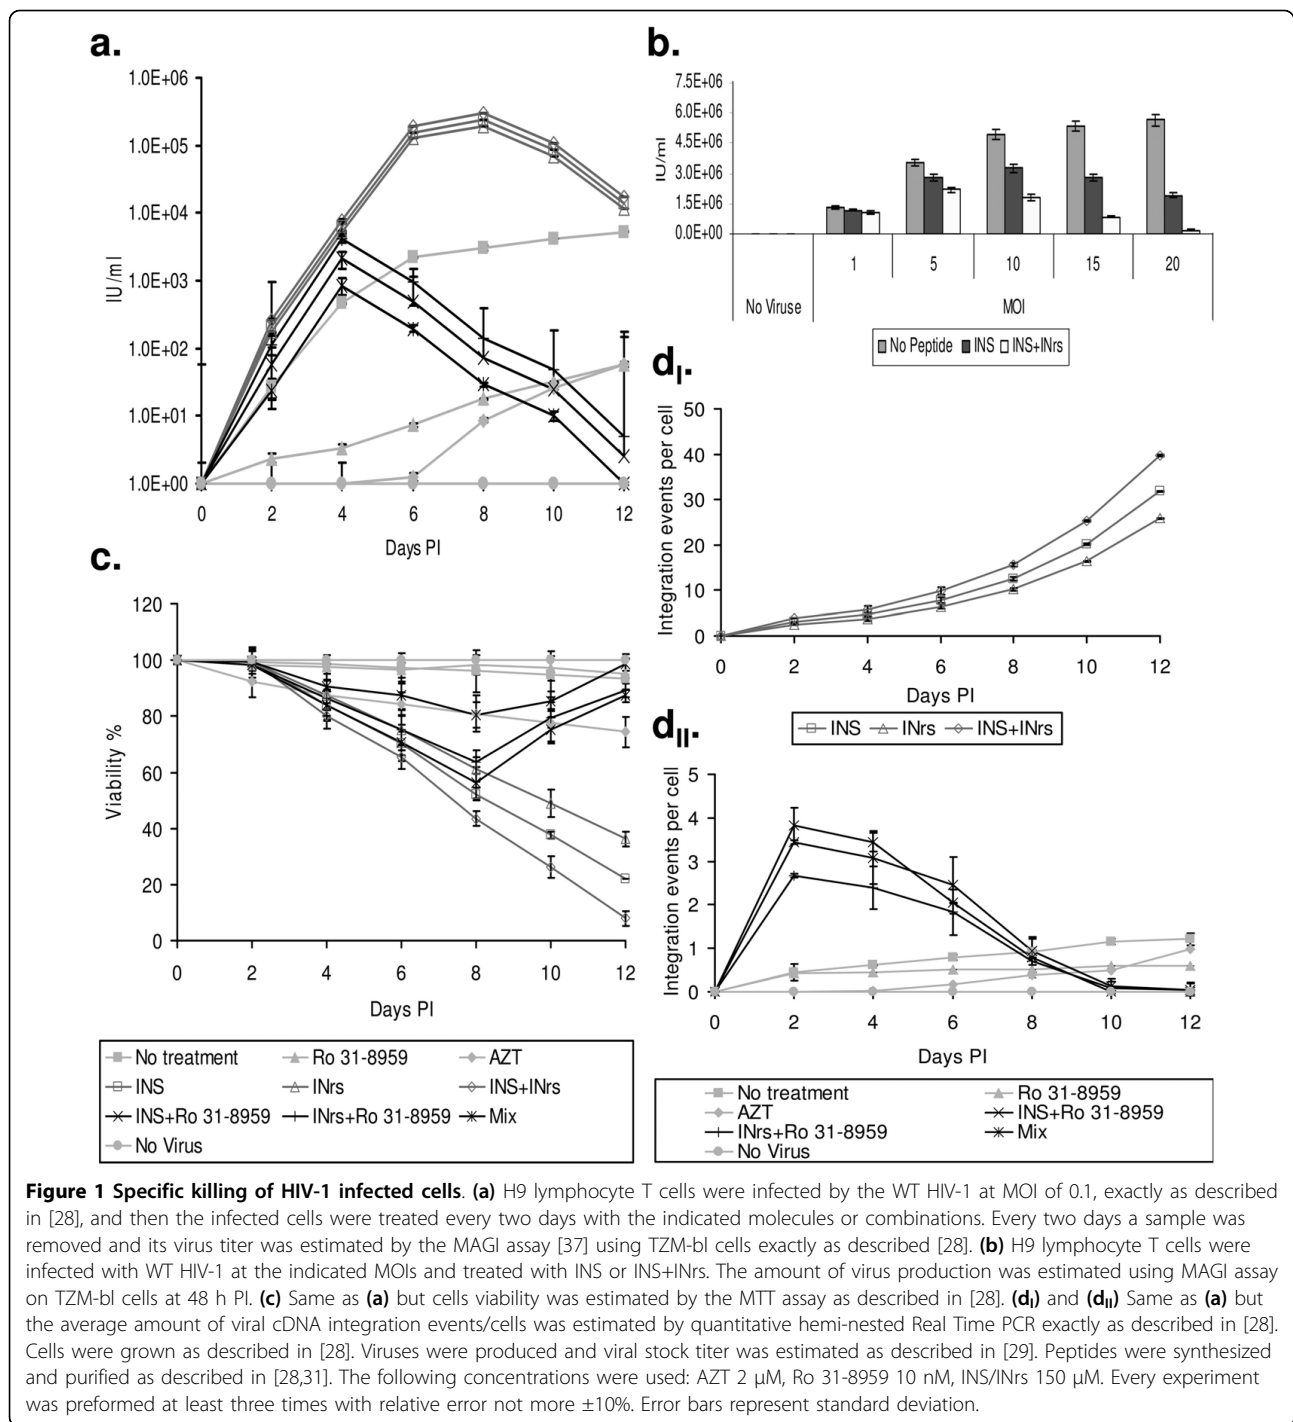 a.
1.0E+06
1.0E+05
1.0E+04
1.0E+03
1.0E+02
1.0E+01
1.0E+00
IU/ml
0 2 4 6 8 10 12
Days PI
b.
7.5E+06
6.0E+06
4.5E+06
3.0E+06
1.5E+06
0.0E+00
IU/ml
1 5 10 15 20
No Viruse MOI
No Peptide INS INS+INrs
c.
120
100
80
60
40
20
0
Viability %
0 2 4 6 8 10 12
Days PI
No treatment Ro 31-8959 AZT
INS INrs INS+INrs
INS+Ro 31-8959 INrs+Ro 31-8959 Mix
No Virus
dI.
50
40
30
20
10
0
Integration events per cell
0 2 4 6 8 10 12
Days PI
INS INrs INS+INrs
dII.
5
4
3
2
1
0
Integration events per cell
0 2 4 6 8 10 12
Days PI
No treatment Ro 31-8959
AZT INS+Ro 31-8959
INrs+Ro 31-8959 Mix
No Virus
Figure 1 Specific killing of HIV-1 infected cells. (a) H9 lymphocyte T cells were infected by the WT HIV-1 at MOI of 0.1, exactly as described
in [28], and then the infected cells were treated every two days with the indicated molecules or combinations. Every two days a sample was
removed and its virus titer was estimated by the MAGI assay [37] using TZM-bl cells exactly as described [28]. (b) H9 lymphocyte T cells were
infected with WT HIV-1 at the indicated MOIs and treated with INS or INS+INrs. The amount of virus production was estimated using MAGI assay
on TZM-bl cells at 48 h PI. (c) Same as (a) but cells viability was estimated by the MTT assay as described in [28]. (dI) and (dII) Same as (a) but
the average amount of viral cDNA integration events/cells was estimated by quantitative hemi-nested Real Time PCR exactly as described in [28].
Cells were grown as described in [28]. Viruses were produced and viral stock titer was estimated as described in [29]. Peptides were synthesized
and purified as described in [28,31]. The following concentrations were used: AZT 2 μM, Ro 31-8959 10 nM, INS/INrs 150 μM. Every experiment
was preformed at least three times with relative error not more ±10%. Error bars represent standard deviation.